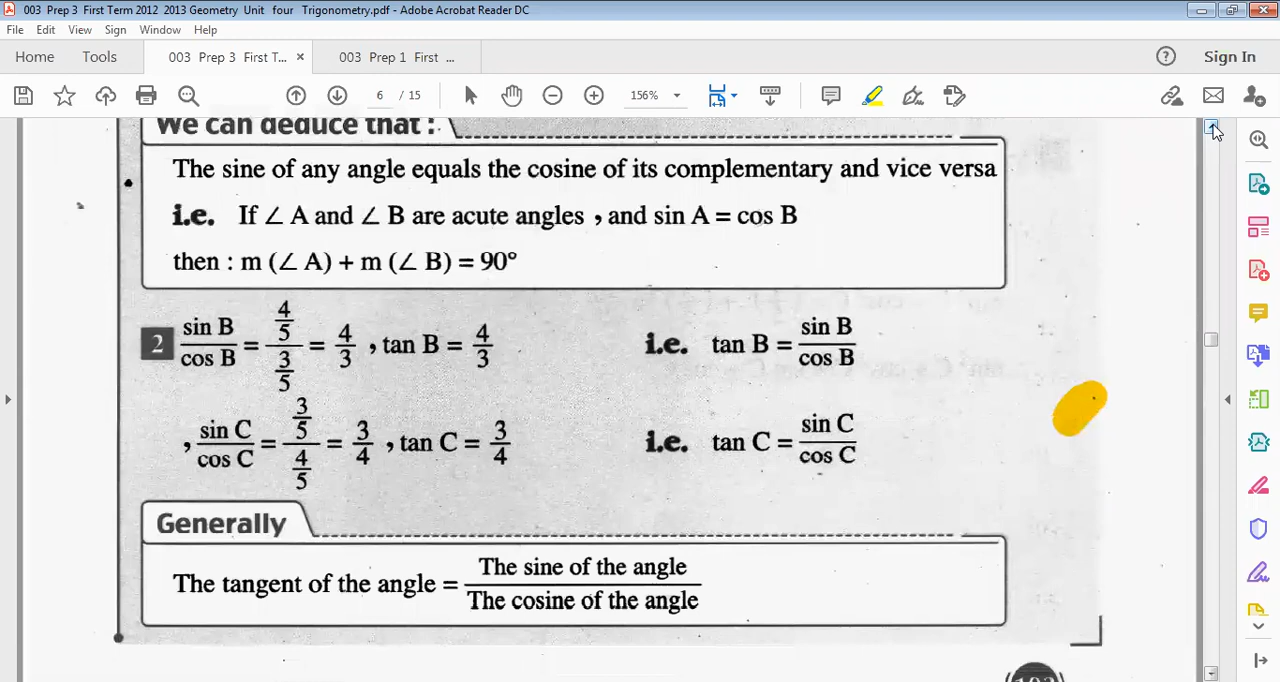 003 Prep 3 First Term 2012 2013 Geometry Unit four Trigonometry.pdf - Adobe Acrobat Reader DC
File Edit View Sign Window Help
Home Tools 003 Prep 3 First T... × 003 Prep 1 First ... Sign In
6 / 15 156%
We can deduce that :
The sine of any angle equals the cosine of its complementary and vice versa
i.e. If ∠ A and ∠ B are acute angles , and sin A = cos B
then : m (∠ A) + m (∠ B) = 90°
2 sin B / cos B = (4/5) / (3/5) = 4/3 , tan B = 4/3 i.e. tan B = sin B / cos B
, sin C / cos C = (3/5) / (4/5) = 3/4 , tan C = 3/4 i.e. tan C = sin C / cos C
Generally
The tangent of the angle = The sine of the angle / The cosine of the angle